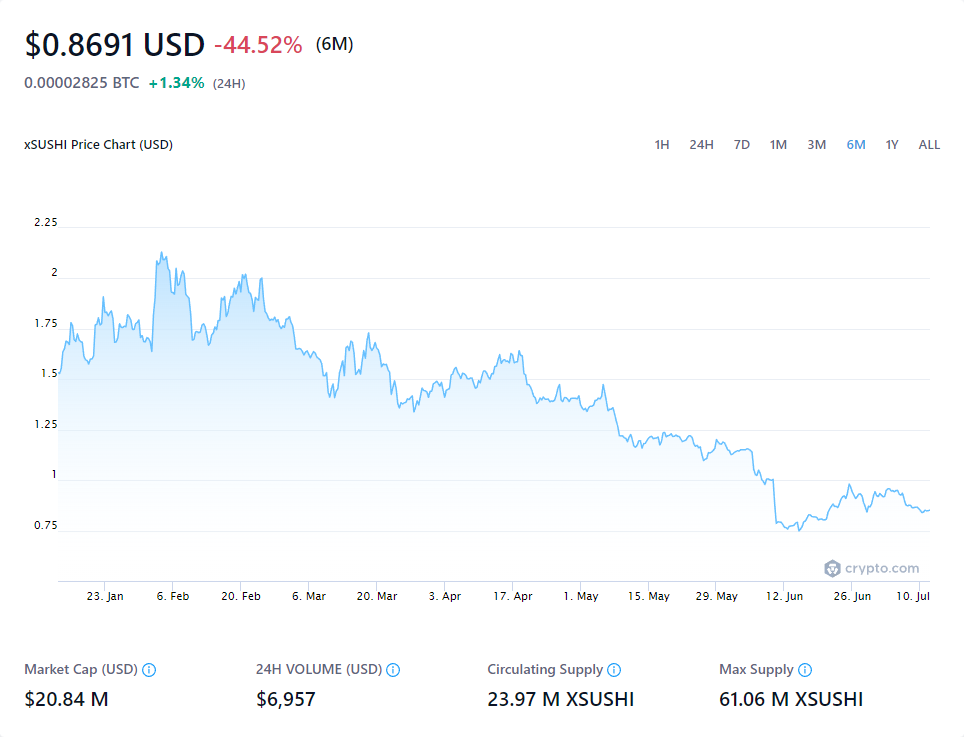 $0.8691 USD -44.52% (6M)
0.00002825 BTC +1.34% (24H)
xSUSHI Price Chart (USD) 1H 24H 7D 1M 3M 6M 1Y ALL
2.25
2
1.75
1.5
1.25
1
0.75
crypto.com
23. Jan 6. Feb 20. Feb 6. Mar 20. Mar 3. Apr 17. Apr 1. May 15. May 29. May 12. Jun 26. Jun 10. Jul
Market Cap (USD) 24H VOLUME (USD) Circulating Supply Max Supply
$20.84 M $6,957 23.97 M XSUSHI 61.06 M XSUSHI